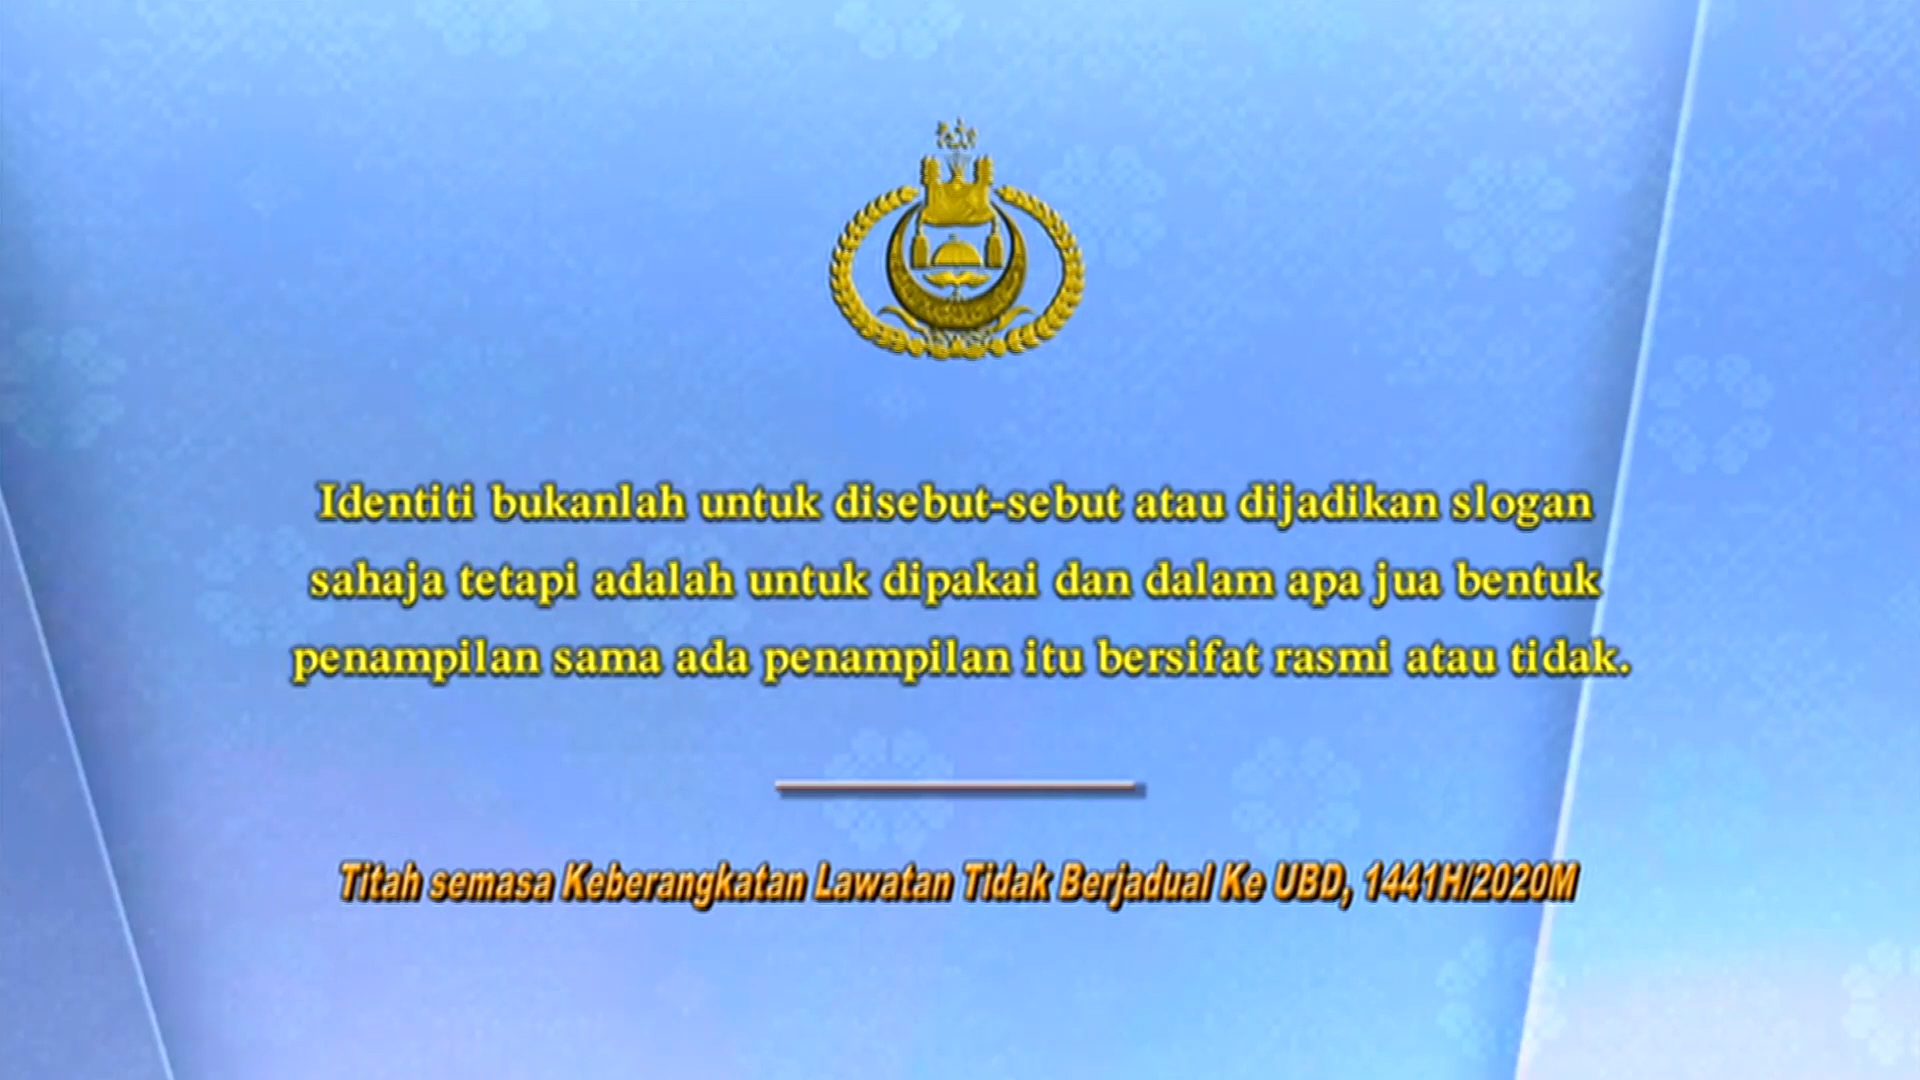 Identiti bukanlah untuk disebut-sebut atau dijadikan slogan
sahaja tetapi adalah untuk dipakai dan dalam apa jua bentuk
penampilan sama ada penampilan itu bersifat rasmi atau tidak.
Titah semasa Keberangkatan Lawatan Tidak Berjadual Ke UBD, 1441H/2020M